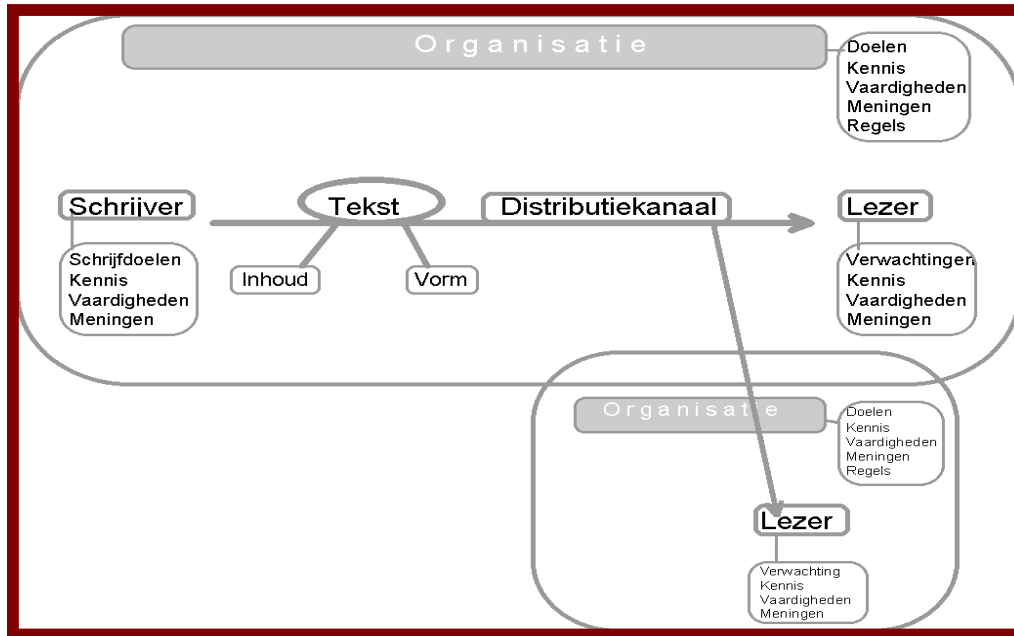 Organisatie
Doelen
Kennis
Vaardigheden
Meningen
Regels
Schrijver
Tekst
Distributiekanaal
Lezer
Schrijfdoelen
Kennis
Vaardigheden
Meningen
Inhoud
Vorm
Verwachtingen
Kennis
Vaardigheden
Meningen
Organisatie
Doelen
Kennis
Vaardigheden
Meningen
Regels
Lezer
Verwachting
Kennis
Vaardigheden
Meningen